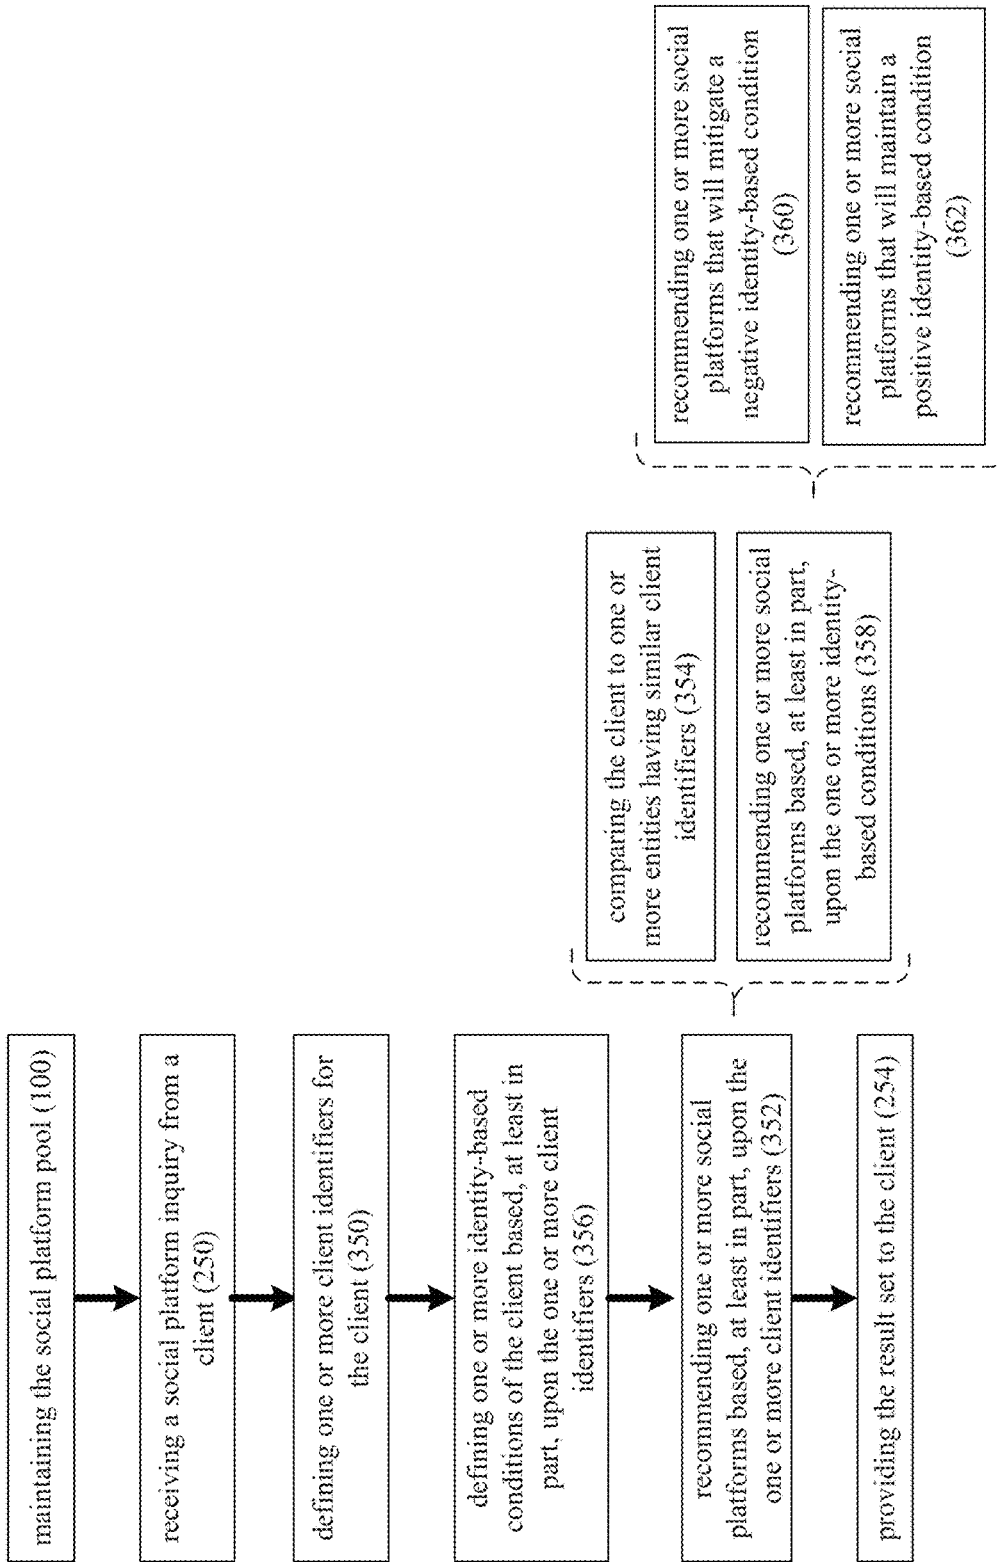 maintaining the social platform pool (100)
receiving a social platform inquiry from a
client (250)
defining one or more client identifiers for
the client (350)
defining one or more identity-based
conditions of the client based, at least in
part, upon the one or more client
identifiers (356)
recommending one or more social
platforms based, at least in part, upon the
one or more client identifiers (352)
providing the result set to the client (254)
comparing the client to one or
more entities having similar client
identifiers (354)
recommending one or more social
platforms based, at least in part,
upon the one or more identity-
based conditions (358)
recommending one or more social
platforms that will mitigate a
negative identity-based condition
(360)
recommending one or more social
platforms that will maintain a
positive identity-based condition
(362)